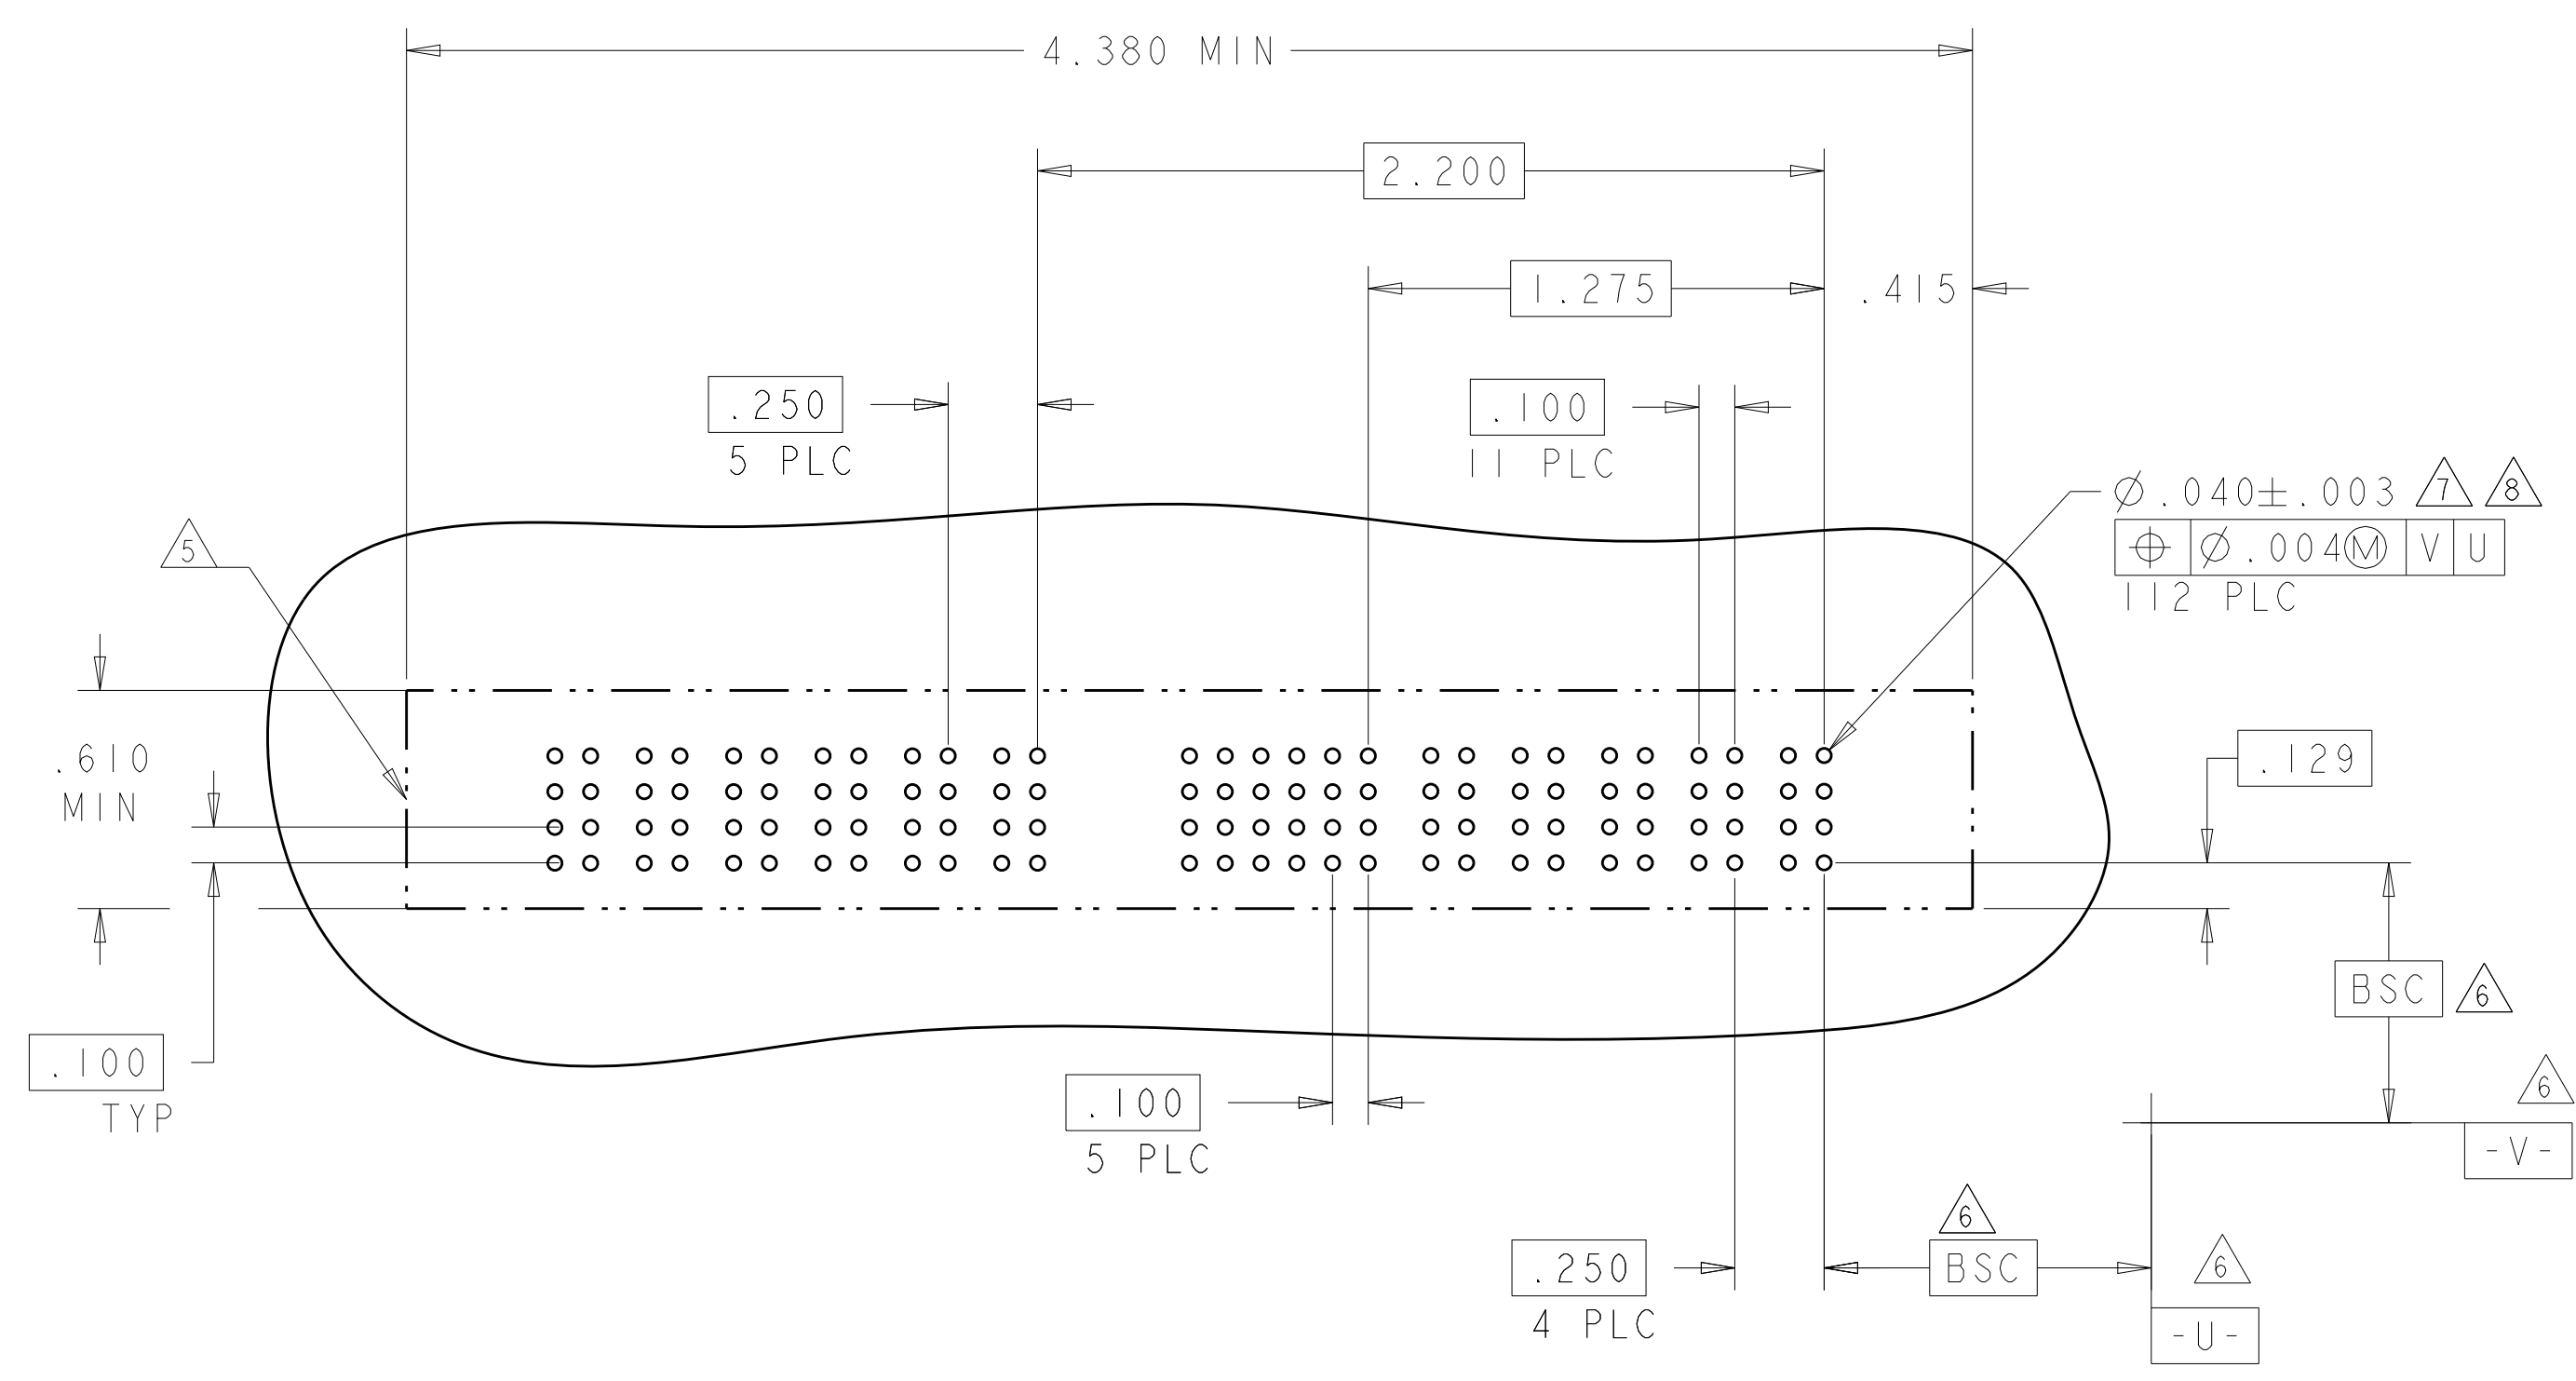 4.380 MIN
2.200
1.275
.415
.250
5 PLC
.100
11 PLC
⌀.040±.003 7 8
⌖ ⌀.004Ⓜ V U
112 PLC
5
.610
MIN
.129
BSC 6
.100
TYP
.100
5 PLC
6
-V-
6
.250
4 PLC
BSC
6
-U-